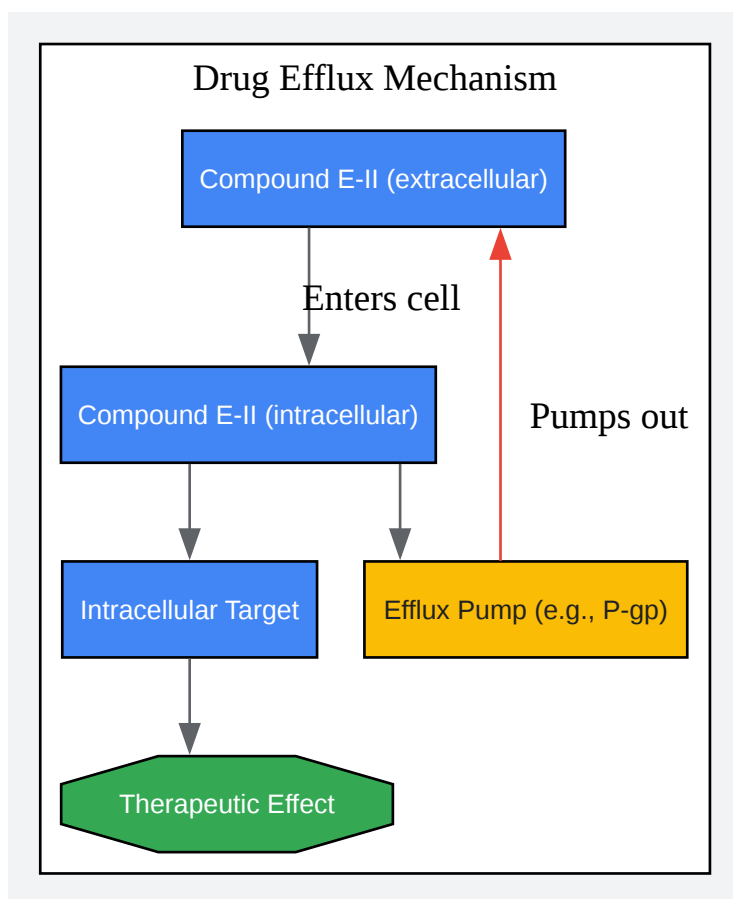 Drug Efflux Mechanism
Compound E-II (extracellular)
Enters cell
Compound E-II (intracellular)
Pumps out
Intracellular Target
Efflux Pump (e.g., P-gp)
Therapeutic Effect